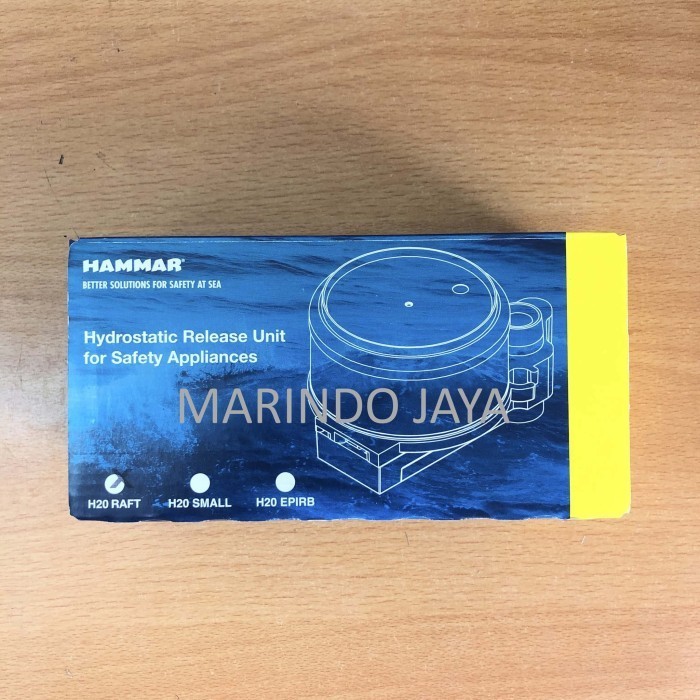 HAMMAR®
BETTER SOLUTIONS FOR SAFETY AT SEA
Hydrostatic Release Unit
for Safety Appliances
MARINDO JAYA
H20 RAFT
H20 SMALL
H20 EPIRB